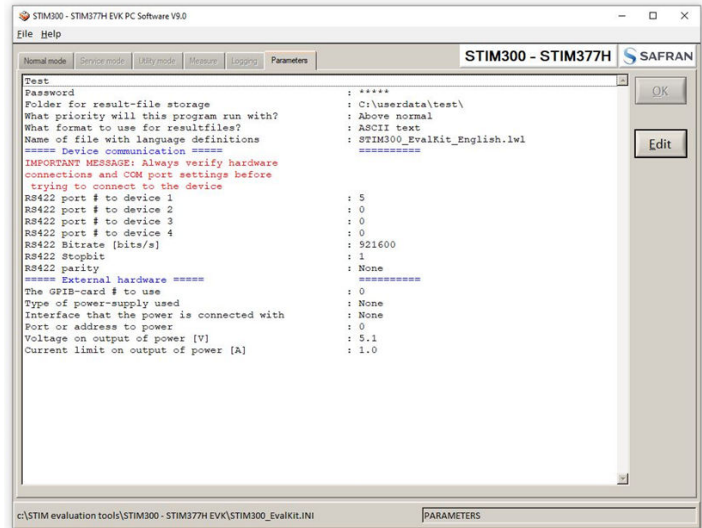 STIM300 - STIM377H EVK PC Software V9.0
File Help
Normal mode Service mode Utility mode Measure Logging Parameters STIM300 - STIM377H SAFRAN
Test
Password : *****
Folder for result-file storage : C:\userdata\test\
What priority will this program run with? : Above normal
What format to use for resultfiles? : ASCII text
Name of file with language definitions : STIM300_EvalKit_English.lwl
===== Device communication ===== ==========
IMPORTANT MESSAGE: Always verify hardware
connections and COM port settings before
trying to connect to the device
RS422 port # to device 1 : 5
RS422 port # to device 2 : 0
RS422 port # to device 3 : 0
RS422 port # to device 4 : 0
RS422 Bitrate [bits/s] : 921600
RS422 Stopbit : 1
RS422 parity : None
===== External hardware ===== ==========
The GPIB-card # to use : 0
Type of power-supply used : None
Interface that the power is connected with : None
Port or address to power : 0
Voltage on output of power [V] : 5.1
Current limit on output of power [A] : 1.0
OK
Edit
c:\STIM evaluation tools\STIM300 - STIM377H EVK\STIM300_EvalKit.INI PARAMETERS